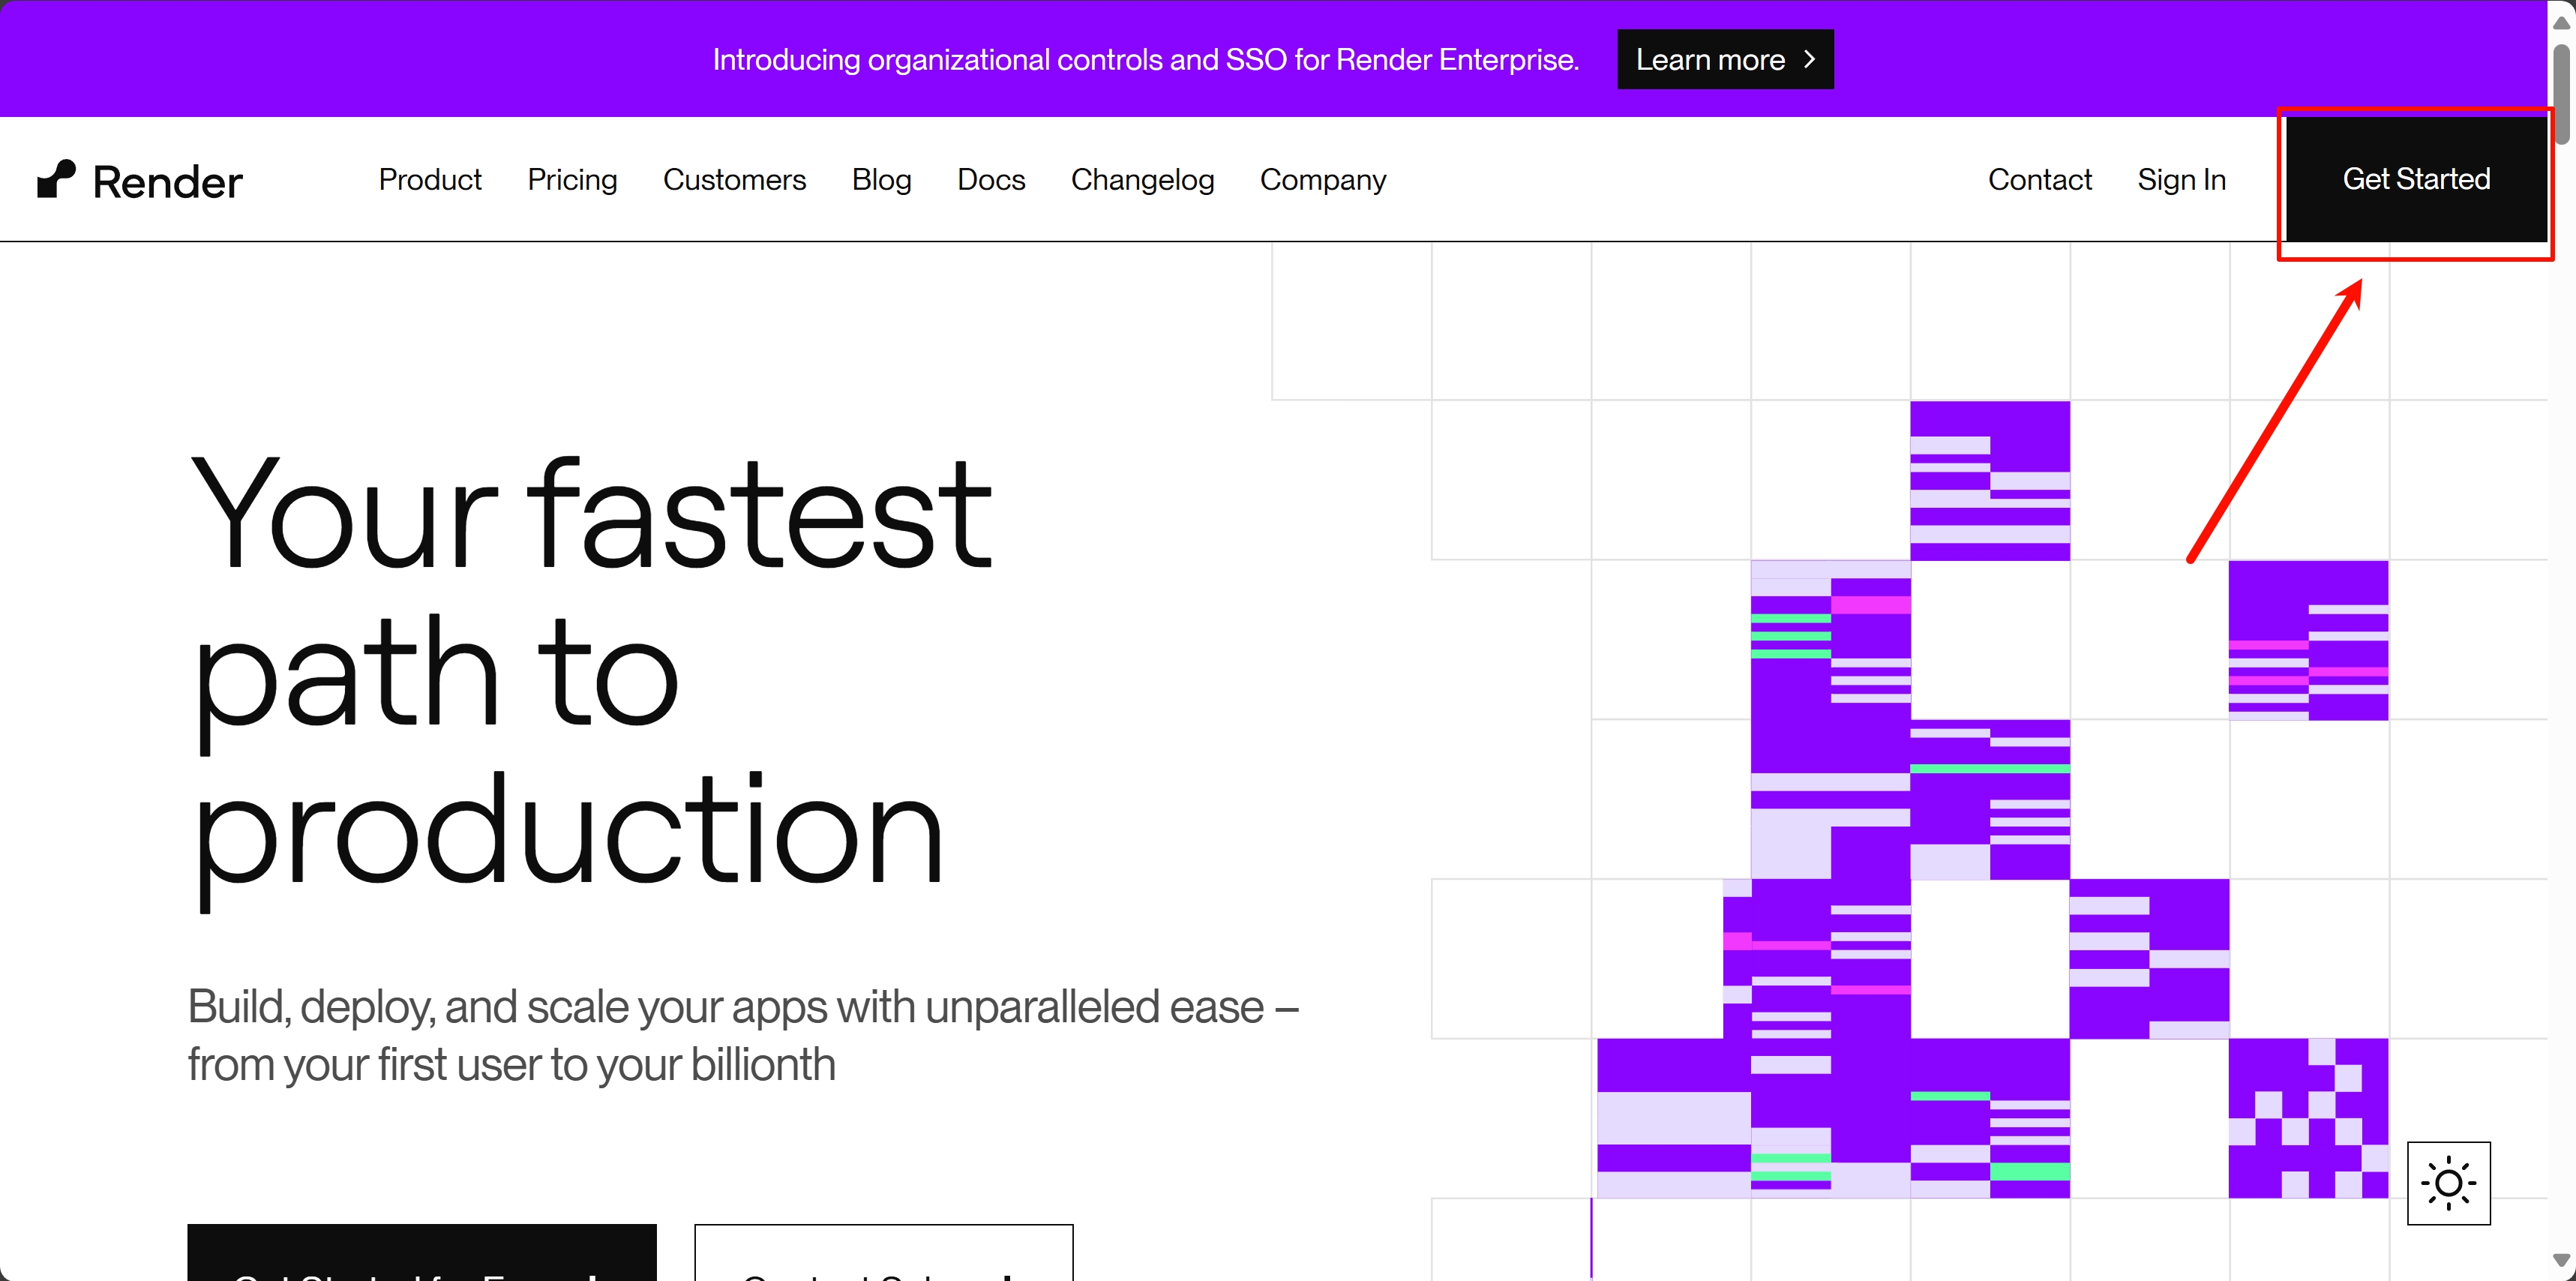 Introducing organizational controls and SSO for Render Enterprise.
Learn more
Render
Product
Pricing
Customers
Blog
Docs
Changelog
Company
Contact
Sign In
Get Started
Your fastest
path to
production
Build, deploy, and scale your apps with unparalleled ease –
from your first user to your billionth